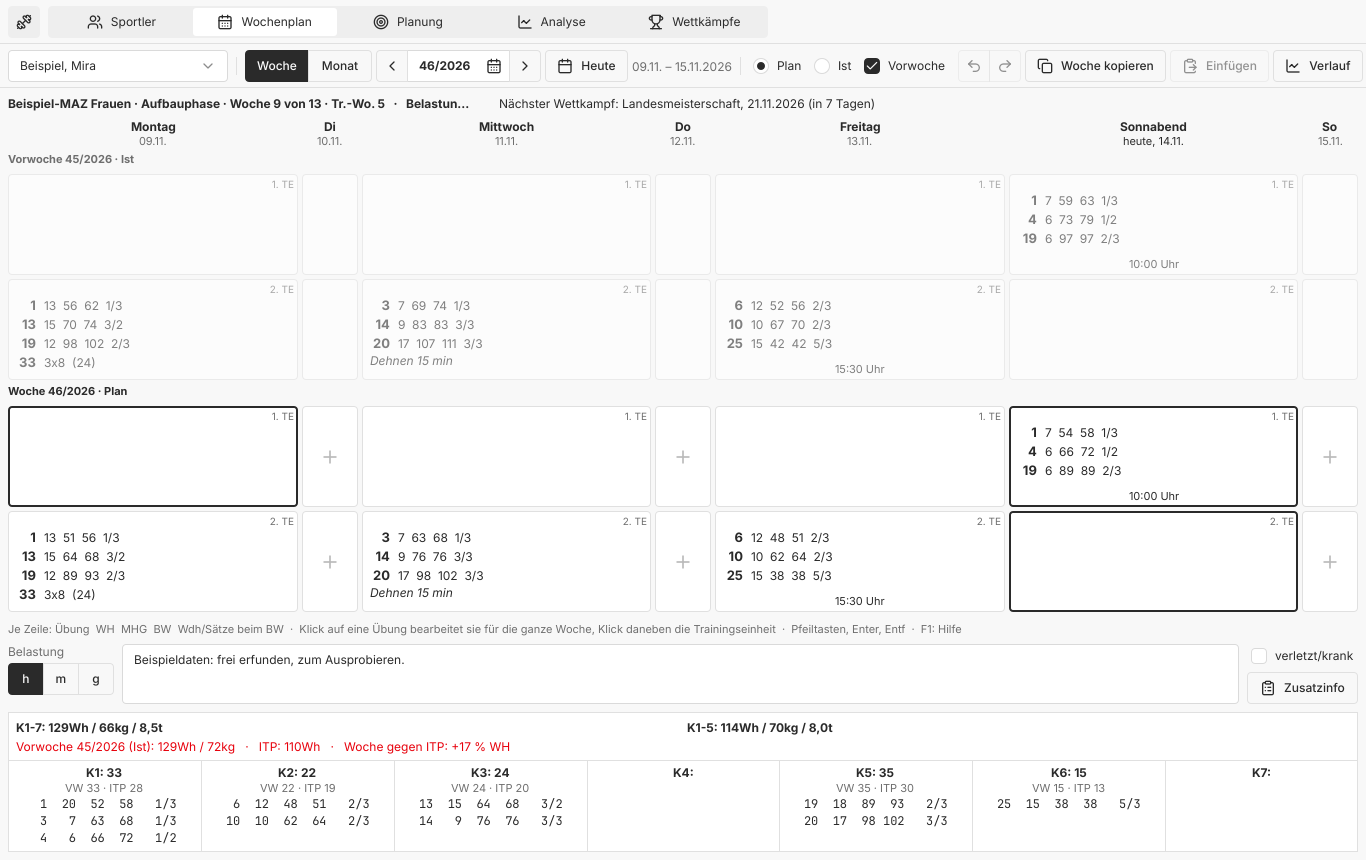 Sportler Wochenplan Planung Analyse Wettkämpfe
Beispiel, Mira Woche Monat 46/2026 Heute 09.11. – 15.11.2026 Plan Ist Vorwoche Woche kopieren Einfügen Verlauf
Beispiel-MAZ Frauen · Aufbauphase · Woche 9 von 13 · Tr.-Wo. 5 · Belastun... Nächster Wettkampf: Landesmeisterschaft, 21.11.2026 (in 7 Tagen)
Montag Di Mittwoch Do Freitag Sonnabend So
09.11. 10.11. 11.11. 12.11. 13.11. heute, 14.11. 15.11.
Vorwoche 45/2026 · Ist
1. TE 1. TE 1. TE 1. TE
1 7 59 63 1/3
4 6 73 79 1/2
19 6 97 97 2/3
10:00 Uhr
2. TE 2. TE 2. TE 2. TE
1 13 56 62 1/3 3 7 69 74 1/3 6 12 52 56 2/3
13 15 70 74 3/2 14 9 83 83 3/3 10 10 67 70 2/3
19 12 98 102 2/3 20 17 107 111 3/3 25 15 42 42 5/3
33 3x8 (24) Dehnen 15 min
15:30 Uhr
Woche 46/2026 · Plan
1. TE 1. TE 1. TE 1. TE
1 7 54 58 1/3
4 6 66 72 1/2
19 6 89 89 2/3
10:00 Uhr
2. TE 2. TE 2. TE 2. TE
1 13 51 56 1/3 3 7 63 68 1/3 6 12 48 51 2/3
13 15 64 68 3/2 14 9 76 76 3/3 10 10 62 64 2/3
19 12 89 93 2/3 20 17 98 102 3/3 25 15 38 38 5/3
33 3x8 (24) Dehnen 15 min
15:30 Uhr
Je Zeile: Übung WH MHG BW Wdh/Sätze beim BW · Klick auf eine Übung bearbeitet sie für die ganze Woche, Klick daneben die Trainingseinheit · Pfeiltasten, Enter, Entf · F1: Hilfe
Belastung
h m g
Beispieldaten: frei erfunden, zum Ausprobieren.
verletzt/krank
Zusatzinfo
K1-7: 129Wh / 66kg / 8,5t K1-5: 114Wh / 70kg / 8,0t
Vorwoche 45/2026 (Ist): 129Wh / 72kg · ITP: 110Wh · Woche gegen ITP: +17 % WH
K1: 33 K2: 22 K3: 24 K4: K5: 35 K6: 15 K7:
VW 33 · ITP 28 VW 22 · ITP 19 VW 24 · ITP 20 VW 35 · ITP 30 VW 15 · ITP 13
1 20 52 58 1/3 6 12 48 51 2/3 13 15 64 68 3/2 19 18 89 93 2/3 25 15 38 38 5/3
3 7 63 68 1/3 10 10 62 64 2/3 14 9 76 76 3/3 20 17 98 102 3/3
4 6 66 72 1/2